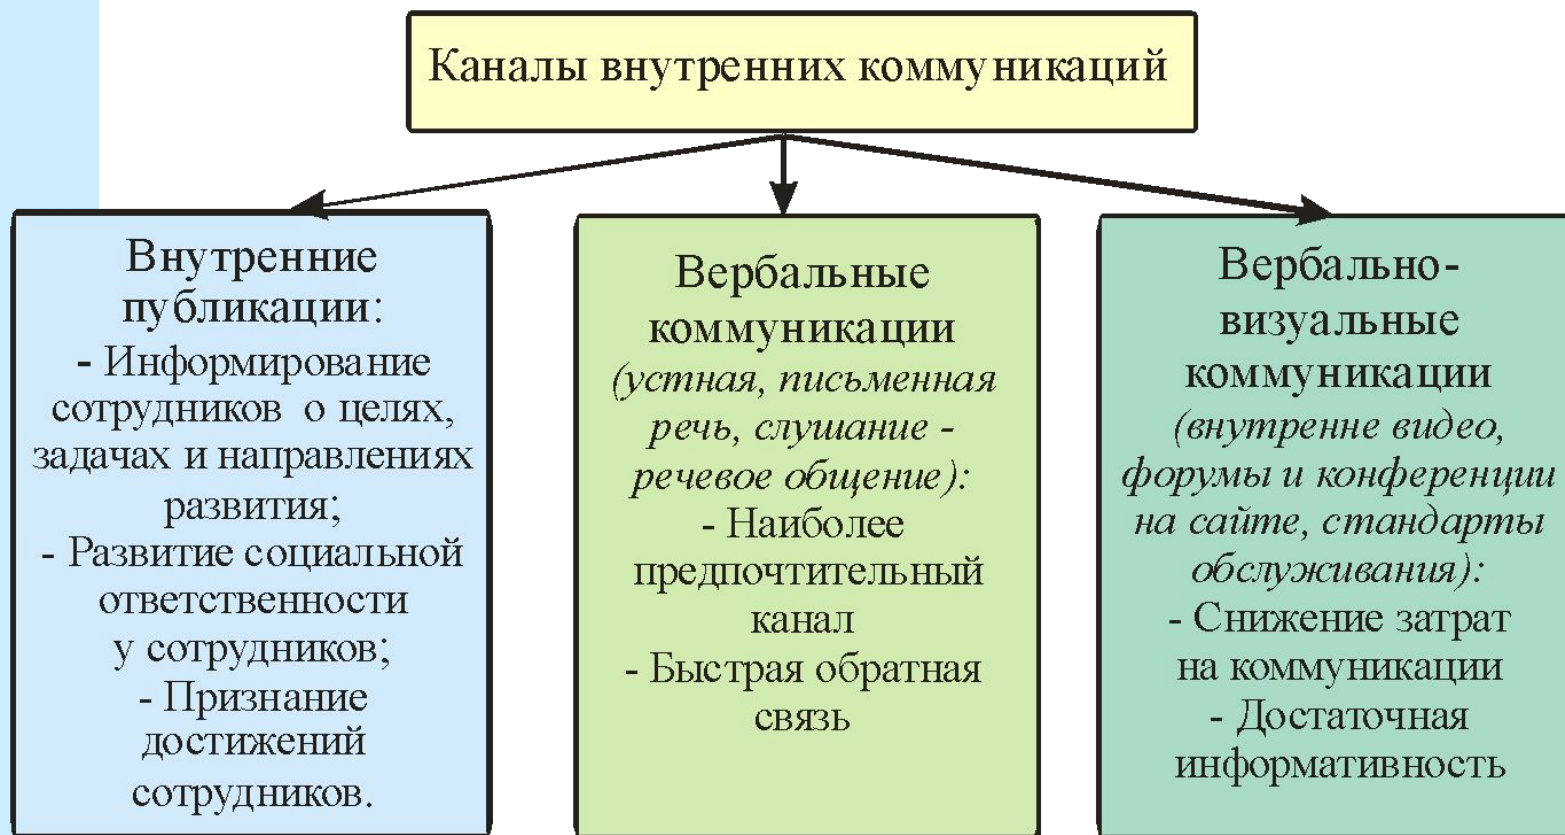 Каналы внутренних коммуникаций
Внутренние
публикации:
- Информирование
сотрудников о целях,
задачах и направлениях
развития;
- Развитие социальной
ответственности
у сотрудников;
- Признание
достижений
сотрудников.
Вербальные
коммуникации
(устная, письменная
речь, слушание -
речевое общение):
- Наиболее
предпочтительный
канал
- Быстрая обратная
связь
Вербально-
визуальные
коммуникации
(внутренне видео,
форумы и конференции
на сайте, стандарты
обслуживания):
- Снижение затрат
на коммуникации
- Достаточная
информативность